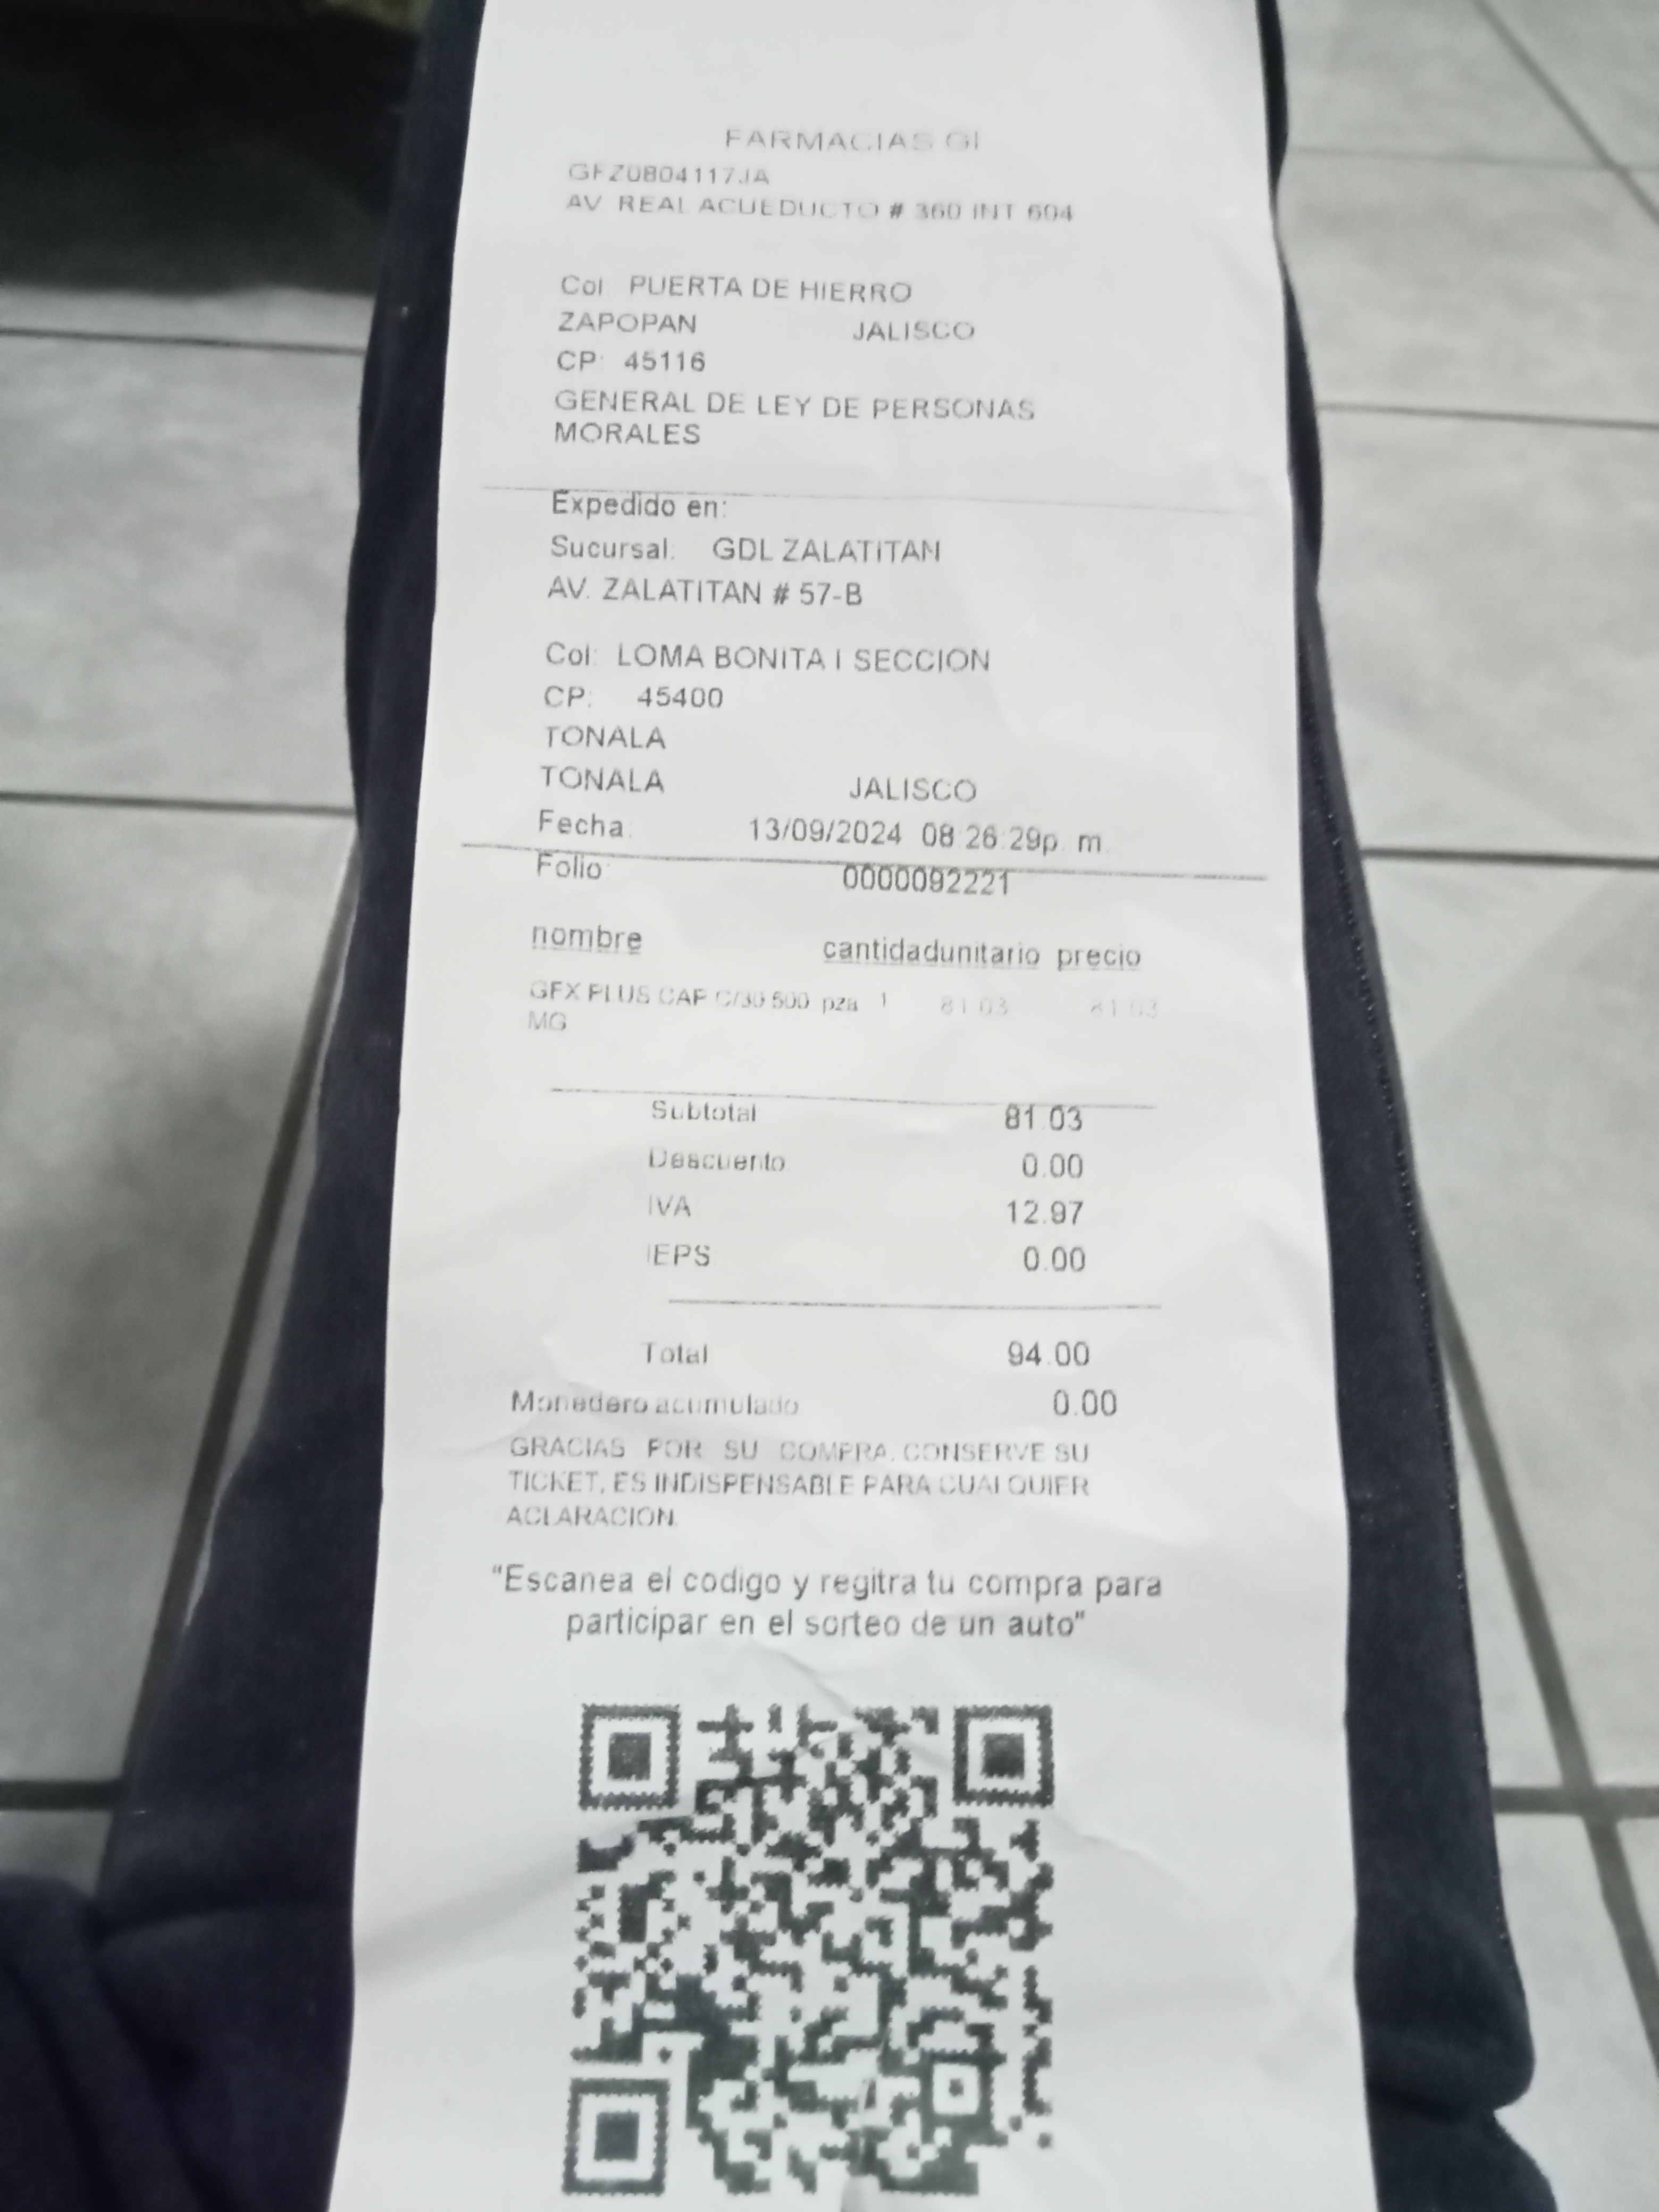 FARMACIAS GI
GFZ0804117JA
AV REAL ACUEDUCTO # 360 INT 604
Col PUERTA DE HIERRO
ZAPOPAN JALISCO
CP: 45116
GENERAL DE LEY DE PERSONAS
MORALES
Expedido en:
Sucursal: GDL ZALATITAN
AV. ZALATITAN # 57-B
Col: LOMA BONITA I SECCION
CP: 45400
TONALA
TONALA JALISCO
Fecha: 13/09/2024 08:26:29p. m.
Folio 0000092221
nombre cantidadunitario precio
GFX PLUS CAP C/30 500 pza 1 81.03 81.03
MG
Subtotal 81.03
Descuento 0.00
IVA 12.97
IEPS 0.00
Total 94.00
Monedero acumulado 0.00
GRACIAS POR SU COMPRA, CONSERVE SU
TICKET, ES INDISPENSABLE PARA CUALQUIER
ACLARACION.
"Escanea el codigo y regitra tu compra para
participar en el sorteo de un auto"